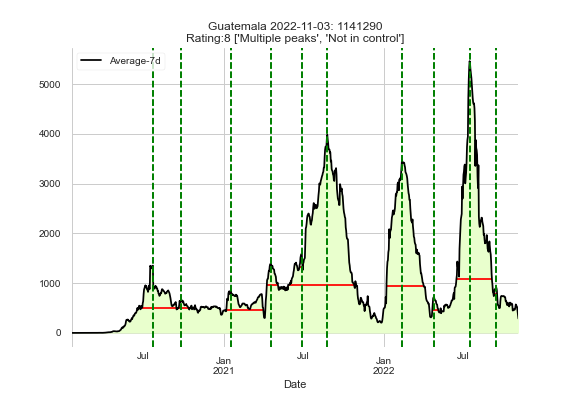 Guatemala 2022-11-03: 1141290
Rating:8 ['Multiple peaks', 'Not in control']
Average-7d
5000
4000
3000
2000
1000
0
Jul
Jan
2021
Jul
Jan
2022
Jul
Date